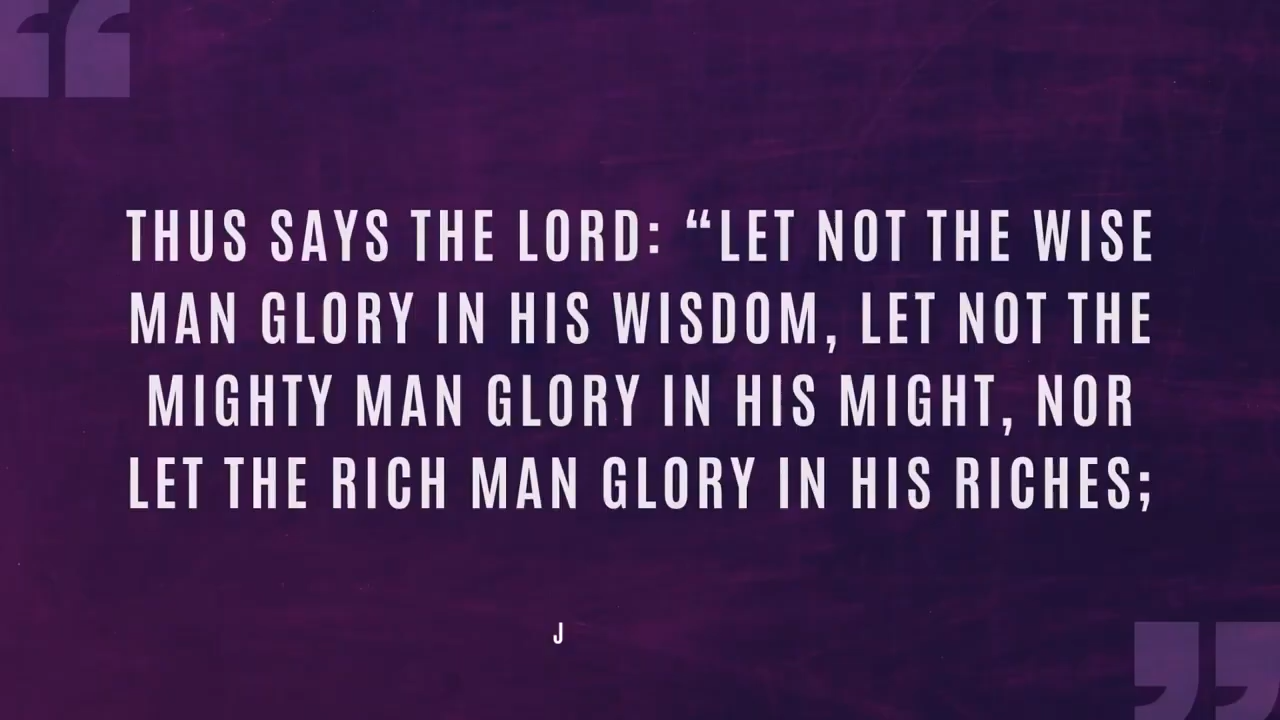 THUS SAYS THE LORD: “LET NOT THE WISE
MAN GLORY IN HIS WISDOM, LET NOT THE
MIGHTY MAN GLORY IN HIS MIGHT, NOR
LET THE RICH MAN GLORY IN HIS RICHES;
J